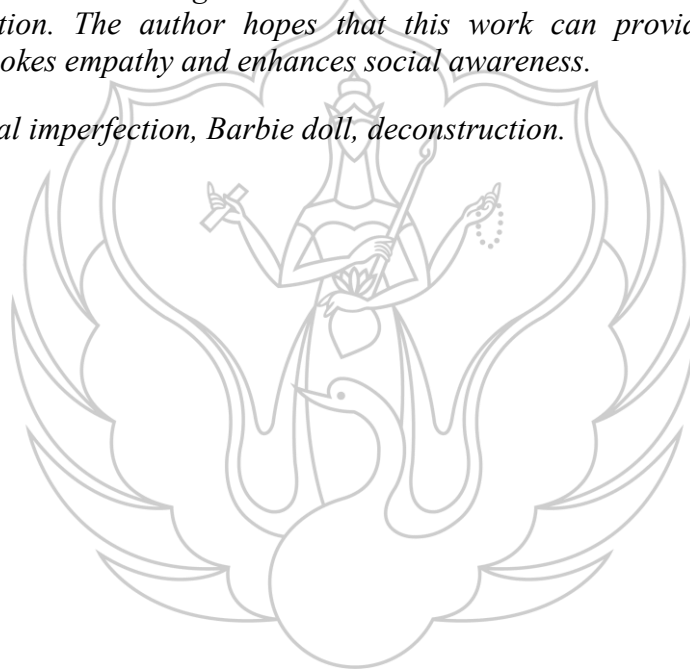 tion. The author hopes that this work can provid
okes empathy and enhances social awareness.
al imperfection, Barbie doll, deconstruction.